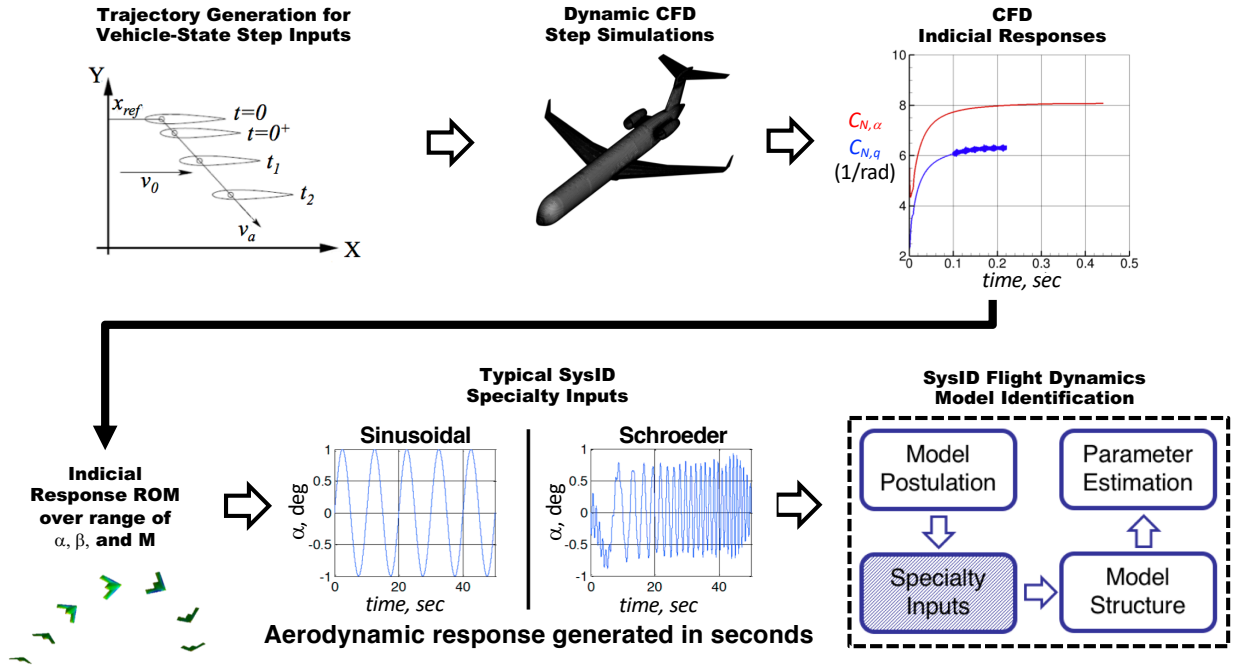 Trajectory Generation for
Vehicle-State Step Inputs
Y
x_ref
t=0
t=0⁺
t₁
v₀
t₂
vₐ
X
Dynamic CFD
Step Simulations
CFD
Indicial Responses
10
8
6
4
2
C_N,α
C_N,q
(1/rad)
0 0.1 0.2 0.3 0.4 0.5
time, sec
Indicial
Response ROM
over range of
α, β, and M
Typical SysID
Specialty Inputs
Sinusoidal
α, deg
1
0.5
0
-0.5
-1
0 20 40
time, sec
Schroeder
α, deg
1
0.5
0
-0.5
-1
0 20 40
time, sec
Aerodynamic response generated in seconds
SysID Flight Dynamics
Model Identification
Model
Postulation
Specialty
Inputs
Model
Structure
Parameter
Estimation